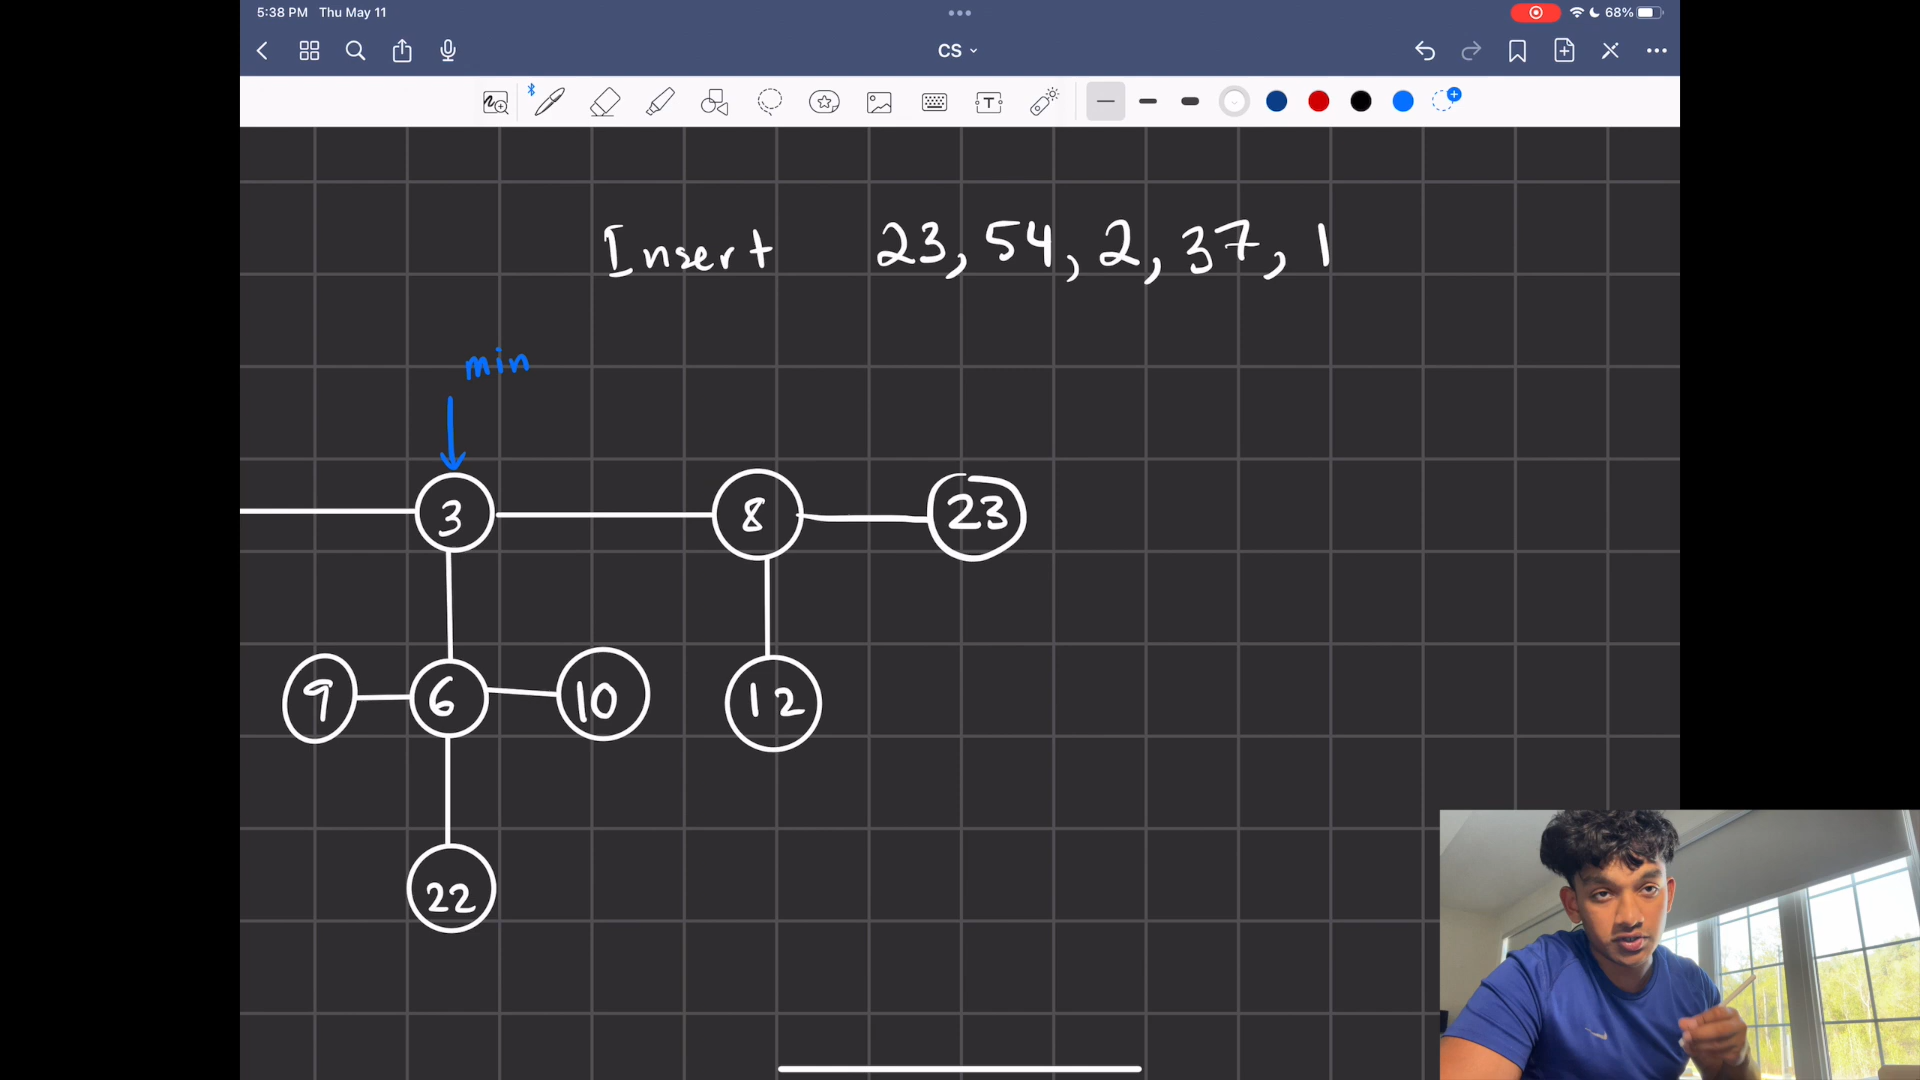 5:38 PM Thu May 11
68%
CS
T
Insert 23, 54, 2, 37, 1
min
3 8 23
9 6 10 12
22